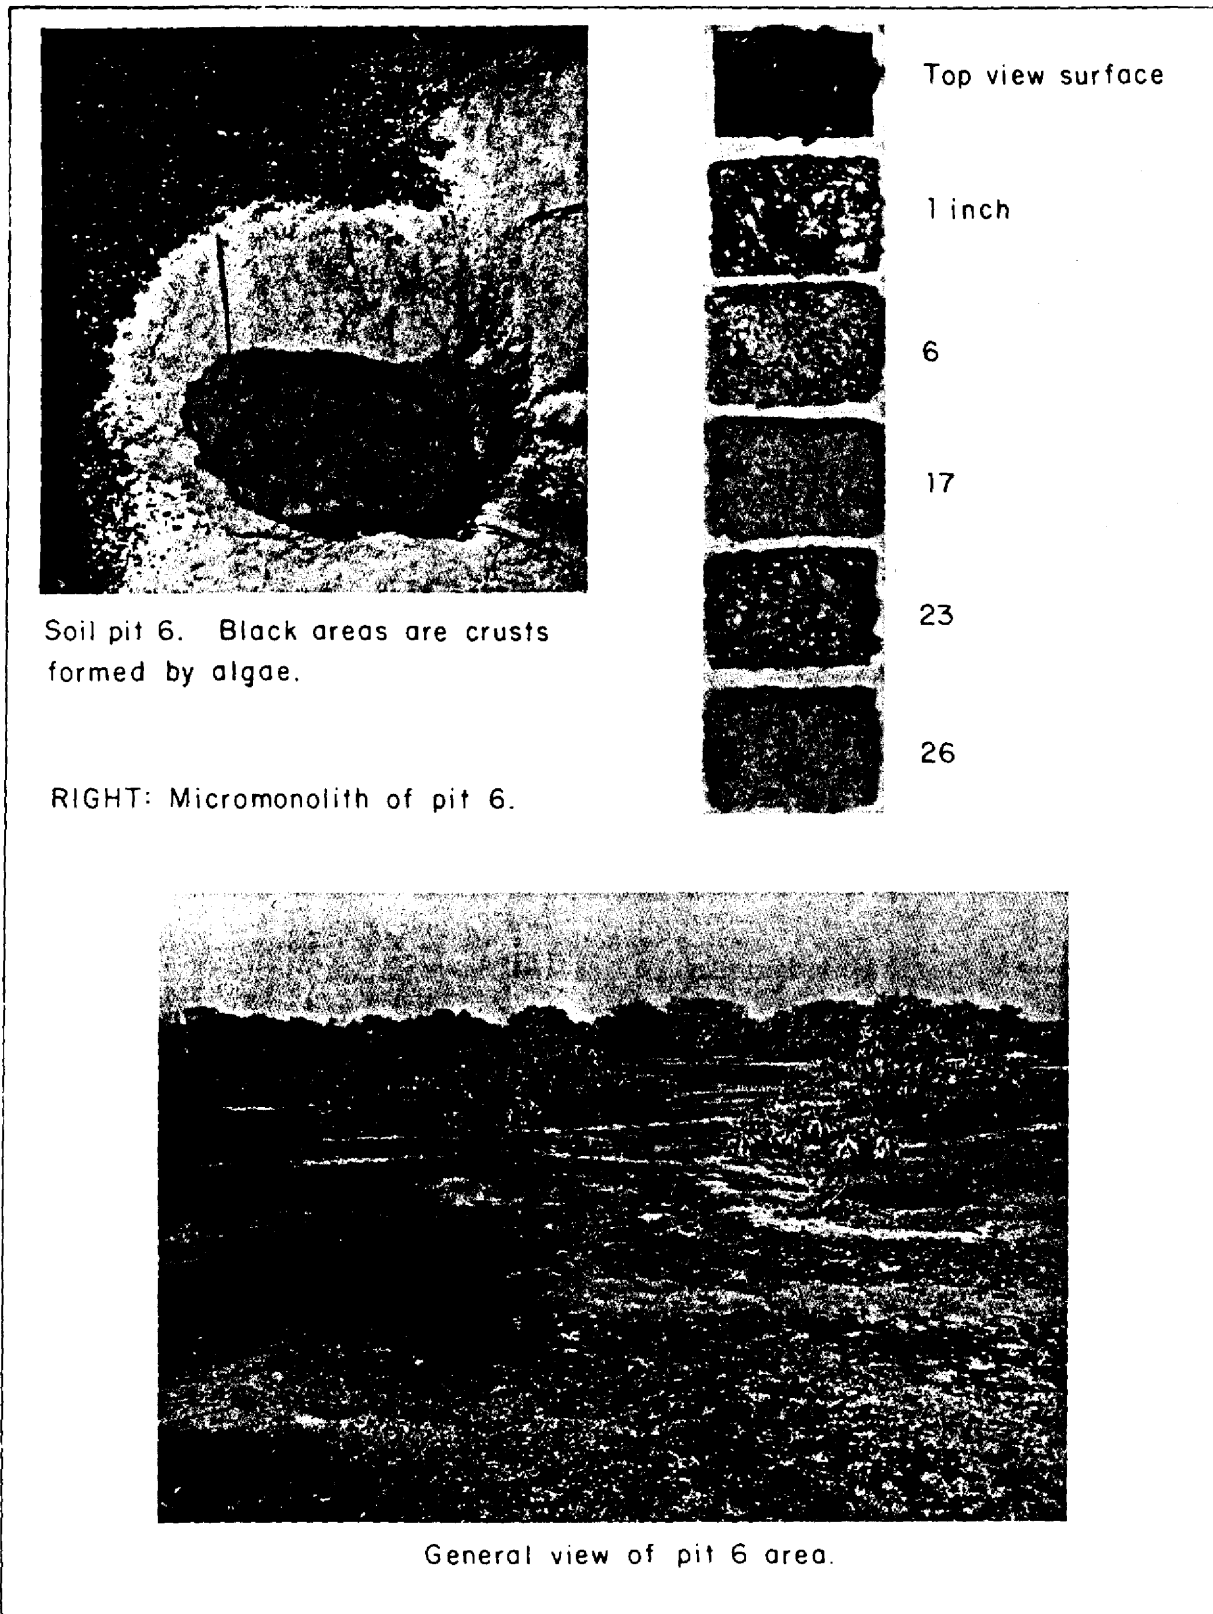 Top view surface
1 inch
6
17
23
26
Soil pit 6. Black areas are crusts
formed by algae.
RIGHT: Micromonolith of pit 6.
General view of pit 6 area.